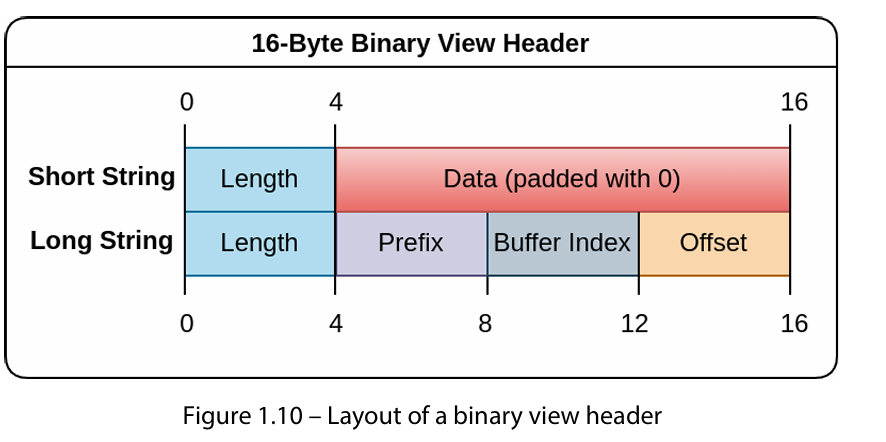 16-Byte Binary View Header
0 4 16
Short String Length Data (padded with 0)
Long String Length Prefix Buffer Index Offset
0 4 8 12 16
Figure 1.10 – Layout of a binary view header